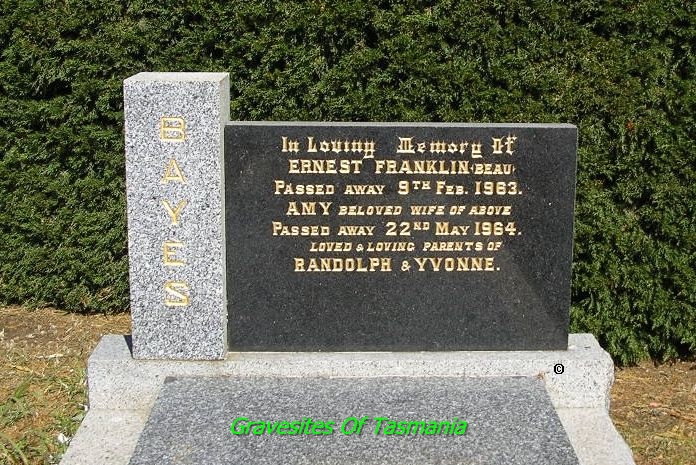 BAYES
In Loving Memory Of
ERNEST FRANKLIN (BEAU)
PASSED AWAY 9TH FEB. 1963.
AMY BELOVED WIFE OF ABOVE
PASSED AWAY 22ND MAY 1964.
LOVED & LOVING PARENTS OF
RANDOLPH & YVONNE.
©
Gravesites Of Tasmania